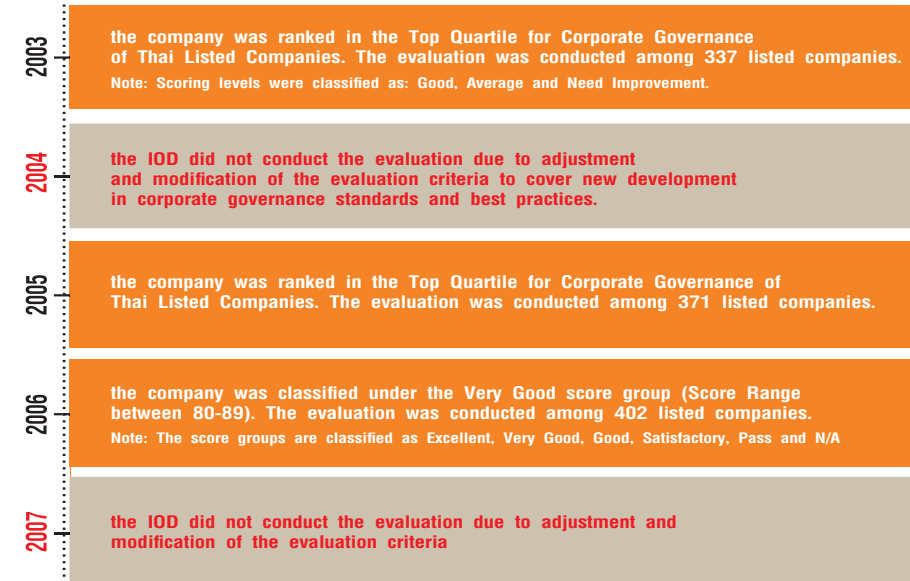 2003
the company was ranked in the Top Quartile for Corporate Governance
of Thai Listed Companies. The evaluation was conducted among 337 listed companies.
Note: Scoring levels were classified as: Good, Average and Need Improvement.
2004
the IOD did not conduct the evaluation due to adjustment
and modification of the evaluation criteria to cover new development
in corporate governance standards and best practices.
2005
the company was ranked in the Top Quartile for Corporate Governance of
Thai Listed Companies. The evaluation was conducted among 371 listed companies.
2006
the company was classified under the Very Good score group (Score Range
between 80-89). The evaluation was conducted among 402 listed companies.
Note: The score groups are classified as Excellent, Very Good, Good, Satisfactory, Pass and N/A
2007
the IOD did not conduct the evaluation due to adjustment and
modification of the evaluation criteria